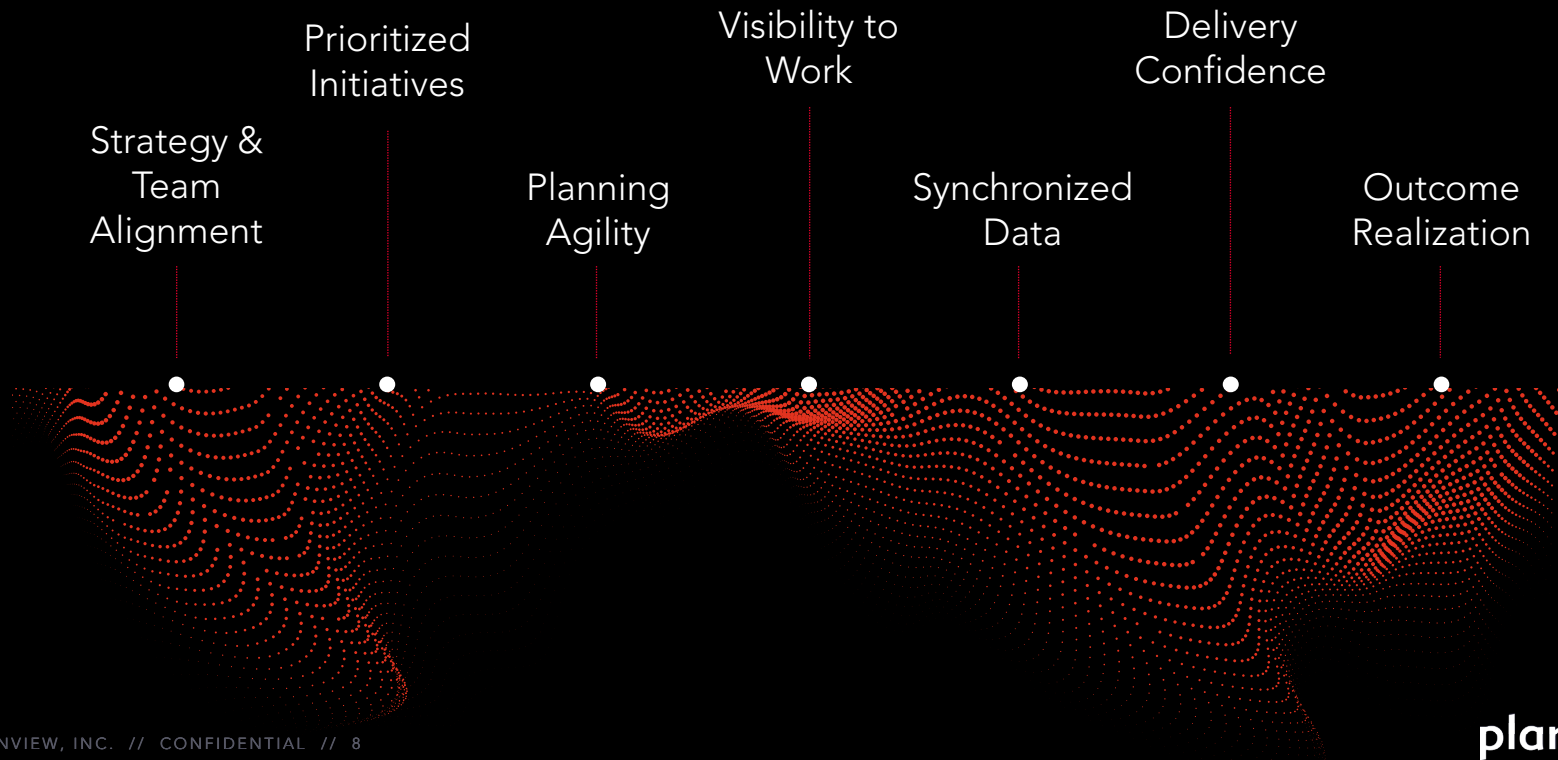 Strategy &
Team
Alignment
Prioritized
Initiatives
Planning
Agility
Visibility to
Work
Synchronized
Data
Delivery
Confidence
Outcome
Realization
NVIEW, INC. // CONFIDENTIAL // 8
plan